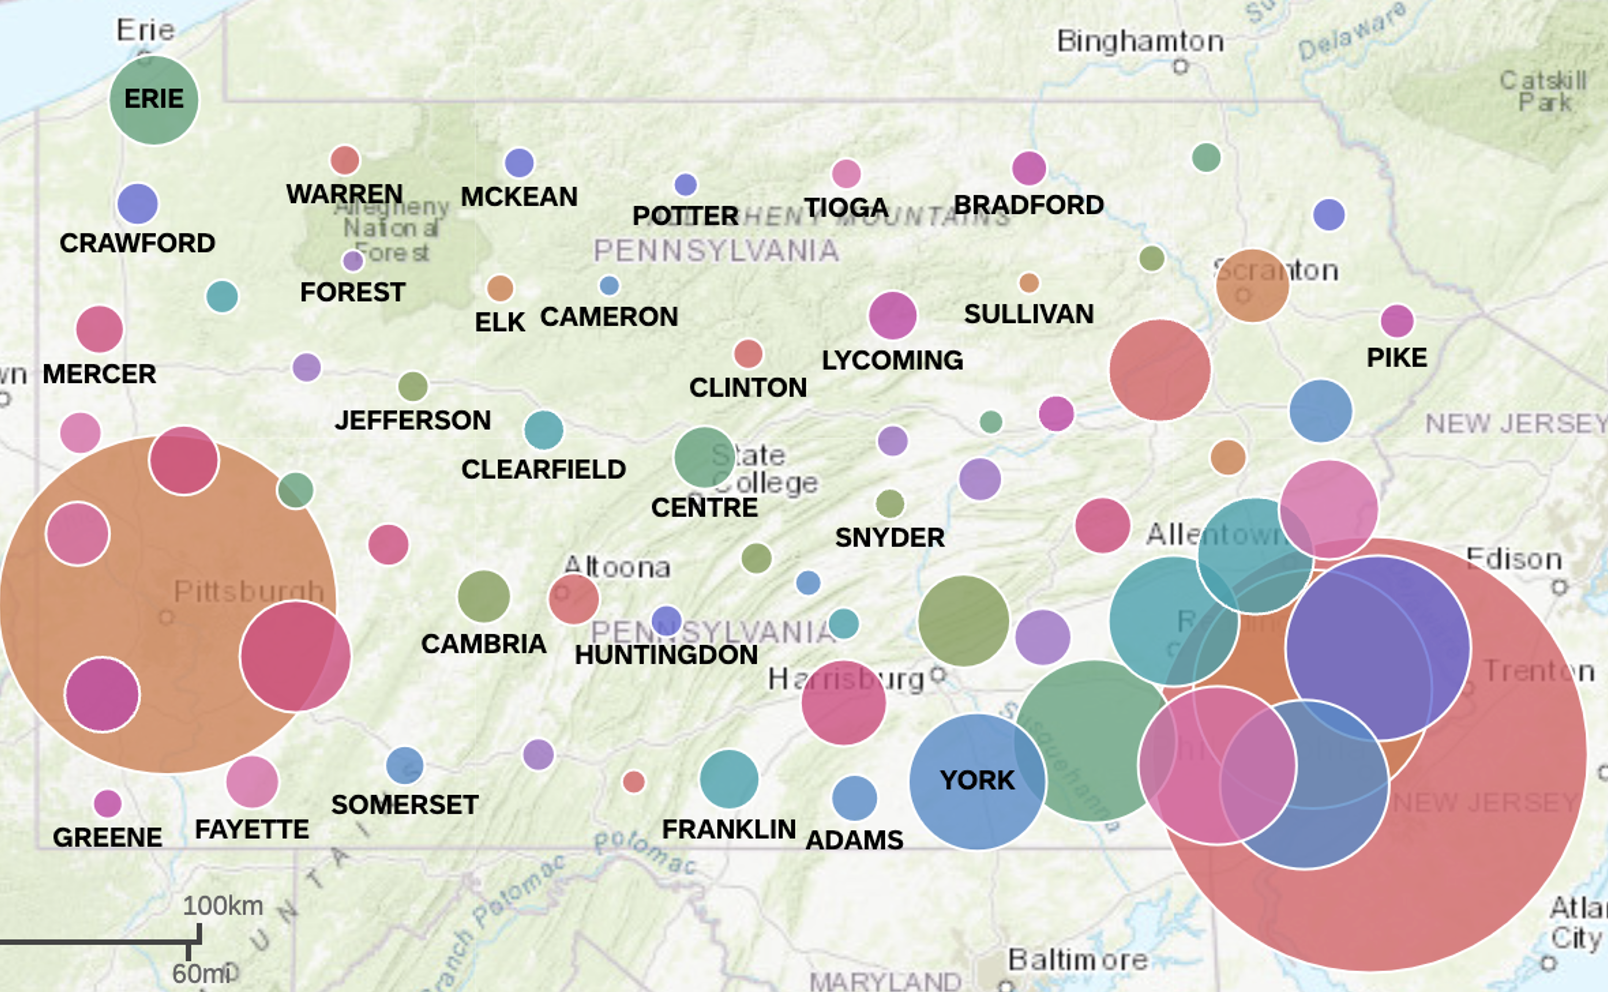 Erie
Binghamton
Delaware
Catskill
Park
ERIE
WARREN
MCKEAN
POTTER
TIOGA
BRADFORD
Allegheny
National
Forest
MOUNTAINS
PENNSYLVANIA
CRAWFORD
FOREST
Scranton
ELK
CAMERON
SULLIVAN
MERCER
LYCOMING
PIKE
CLINTON
JEFFERSON
NEW JERSEY
CLEARFIELD
State
College
CENTRE
SNYDER
Allentown
Edison
Pittsburgh
Altoona
CAMBRIA
PENNSYLVANIA
HUNTINGDON
Harrisburg
Trenton
Susquehanna
YORK
SOMERSET
NEW JERSEY
GREENE
FAYETTE
FRANKLIN
ADAMS
Potomac
Branch Potomac
100km
60mi
Baltimore
MARYLAND
City